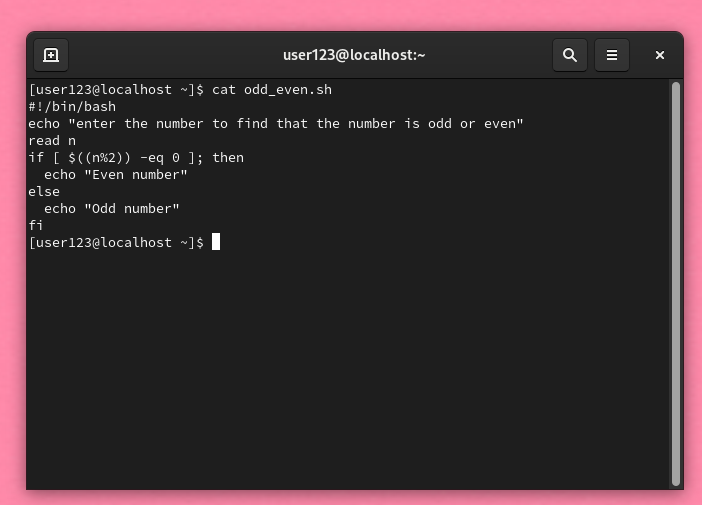 user123@localhost:~
[user123@localhost ~]$ cat odd_even.sh
#!/bin/bash
echo "enter the number to find that the number is odd or even"
read n
if [ $((n%2)) -eq 0 ]; then
  echo "Even number"
else
  echo "Odd number"
fi
[user123@localhost ~]$